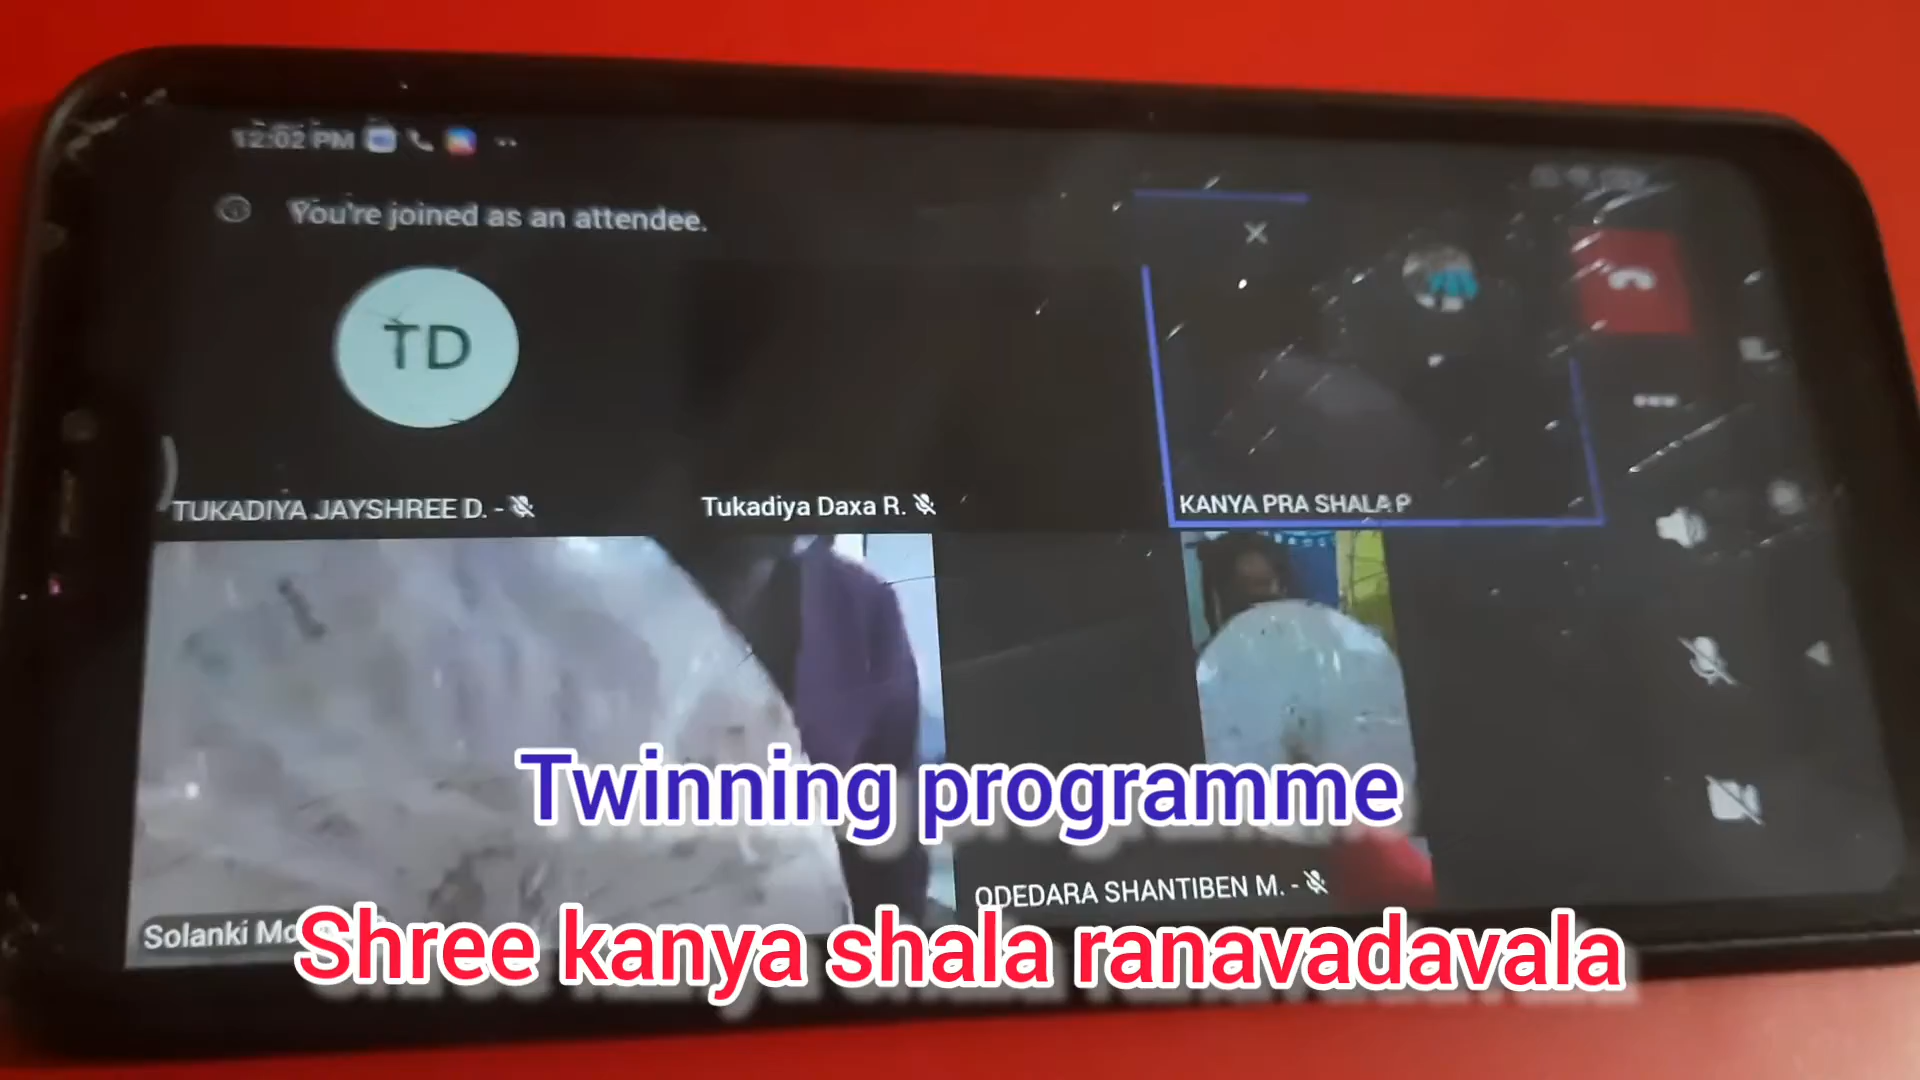 12:02 PM
You're joined as an attendee.
TD
TUKADIYA JAYSHREE D. -
Tukadiya Daxa R.
KANYA PRA SHALA P
Solanki
ODEDARA SHANTIBEN M. -
Twinning programme
Shree kanya shala ranavadavala